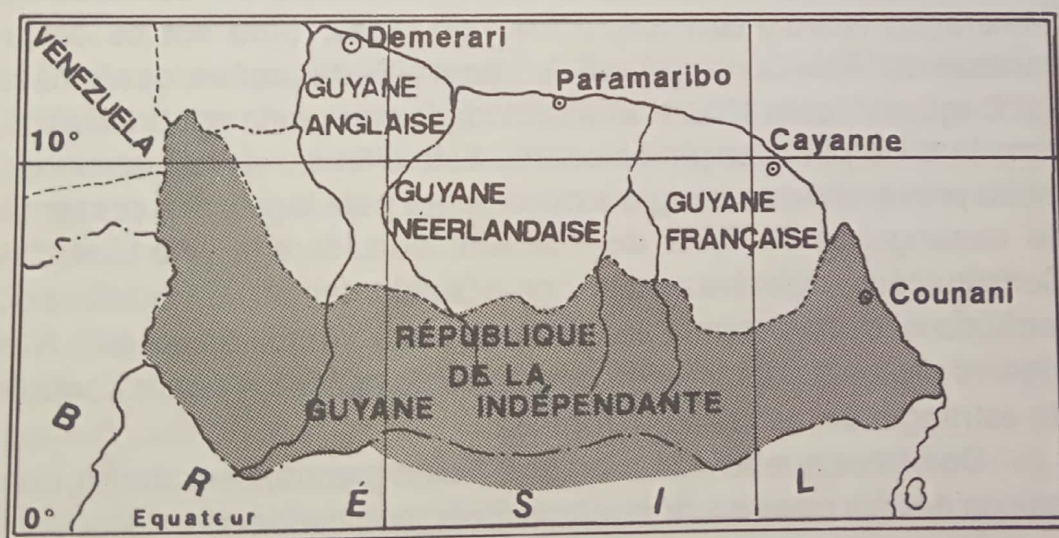 VÉNEZUELA
Demerari
GUYANE
ANGLAISE
Paramaribo
10°
Cayanne
GUYANE
NÉERLANDAISE
GUYANE
FRANÇAISE
Counani
RÉPUBLIQUE
DE LA
GUYANE INDÉPENDANTE
BRÉSIL
0°
Equateur